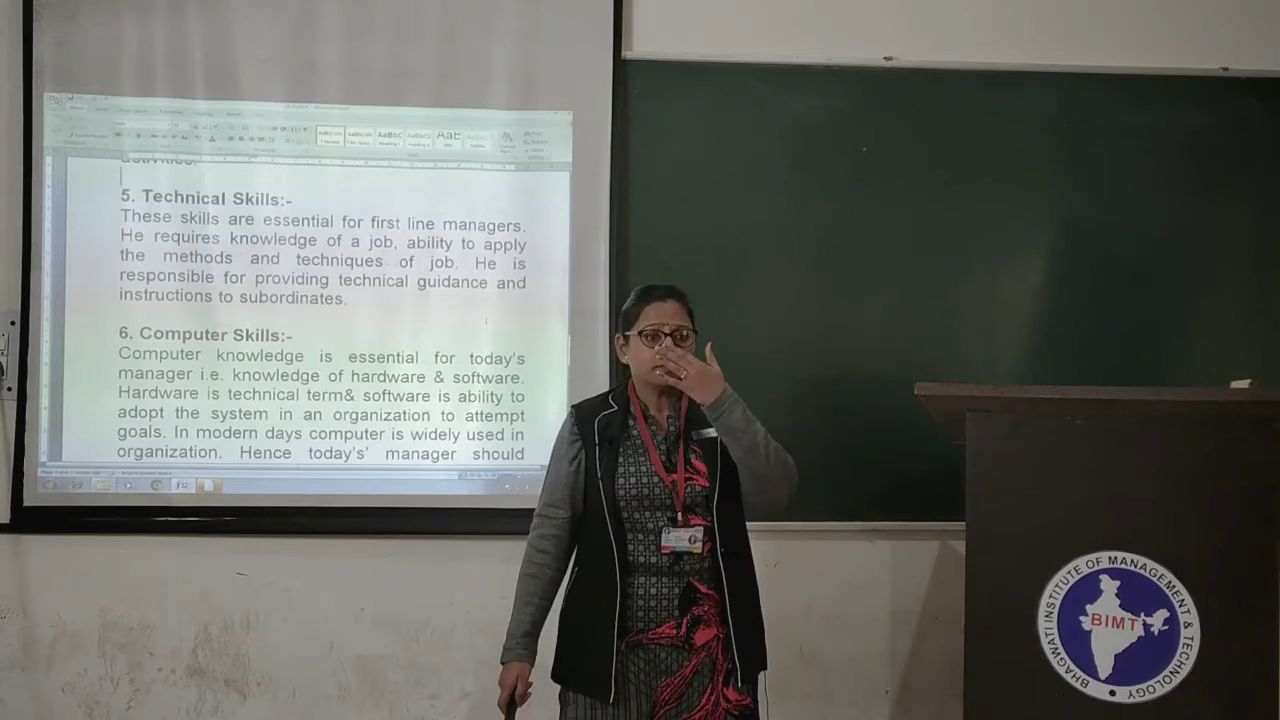 activities.
5. Technical Skills:-
These skills are essential for first line managers.
He requires knowledge of a job, ability to apply
the methods and techniques of job. He is
responsible for providing technical guidance and
instructions to subordinates.
6. Computer Skills:-
Computer knowledge is essential for today's
manager i.e. knowledge of hardware & software.
Hardware is technical term& software is ability to
adopt the system in an organization to attempt
goals. In modern days computer is widely used in
organization. Hence today's' manager should
BHAGWATI INSTITUTE OF MANAGEMENT & TECHNOLOGY
BIMT